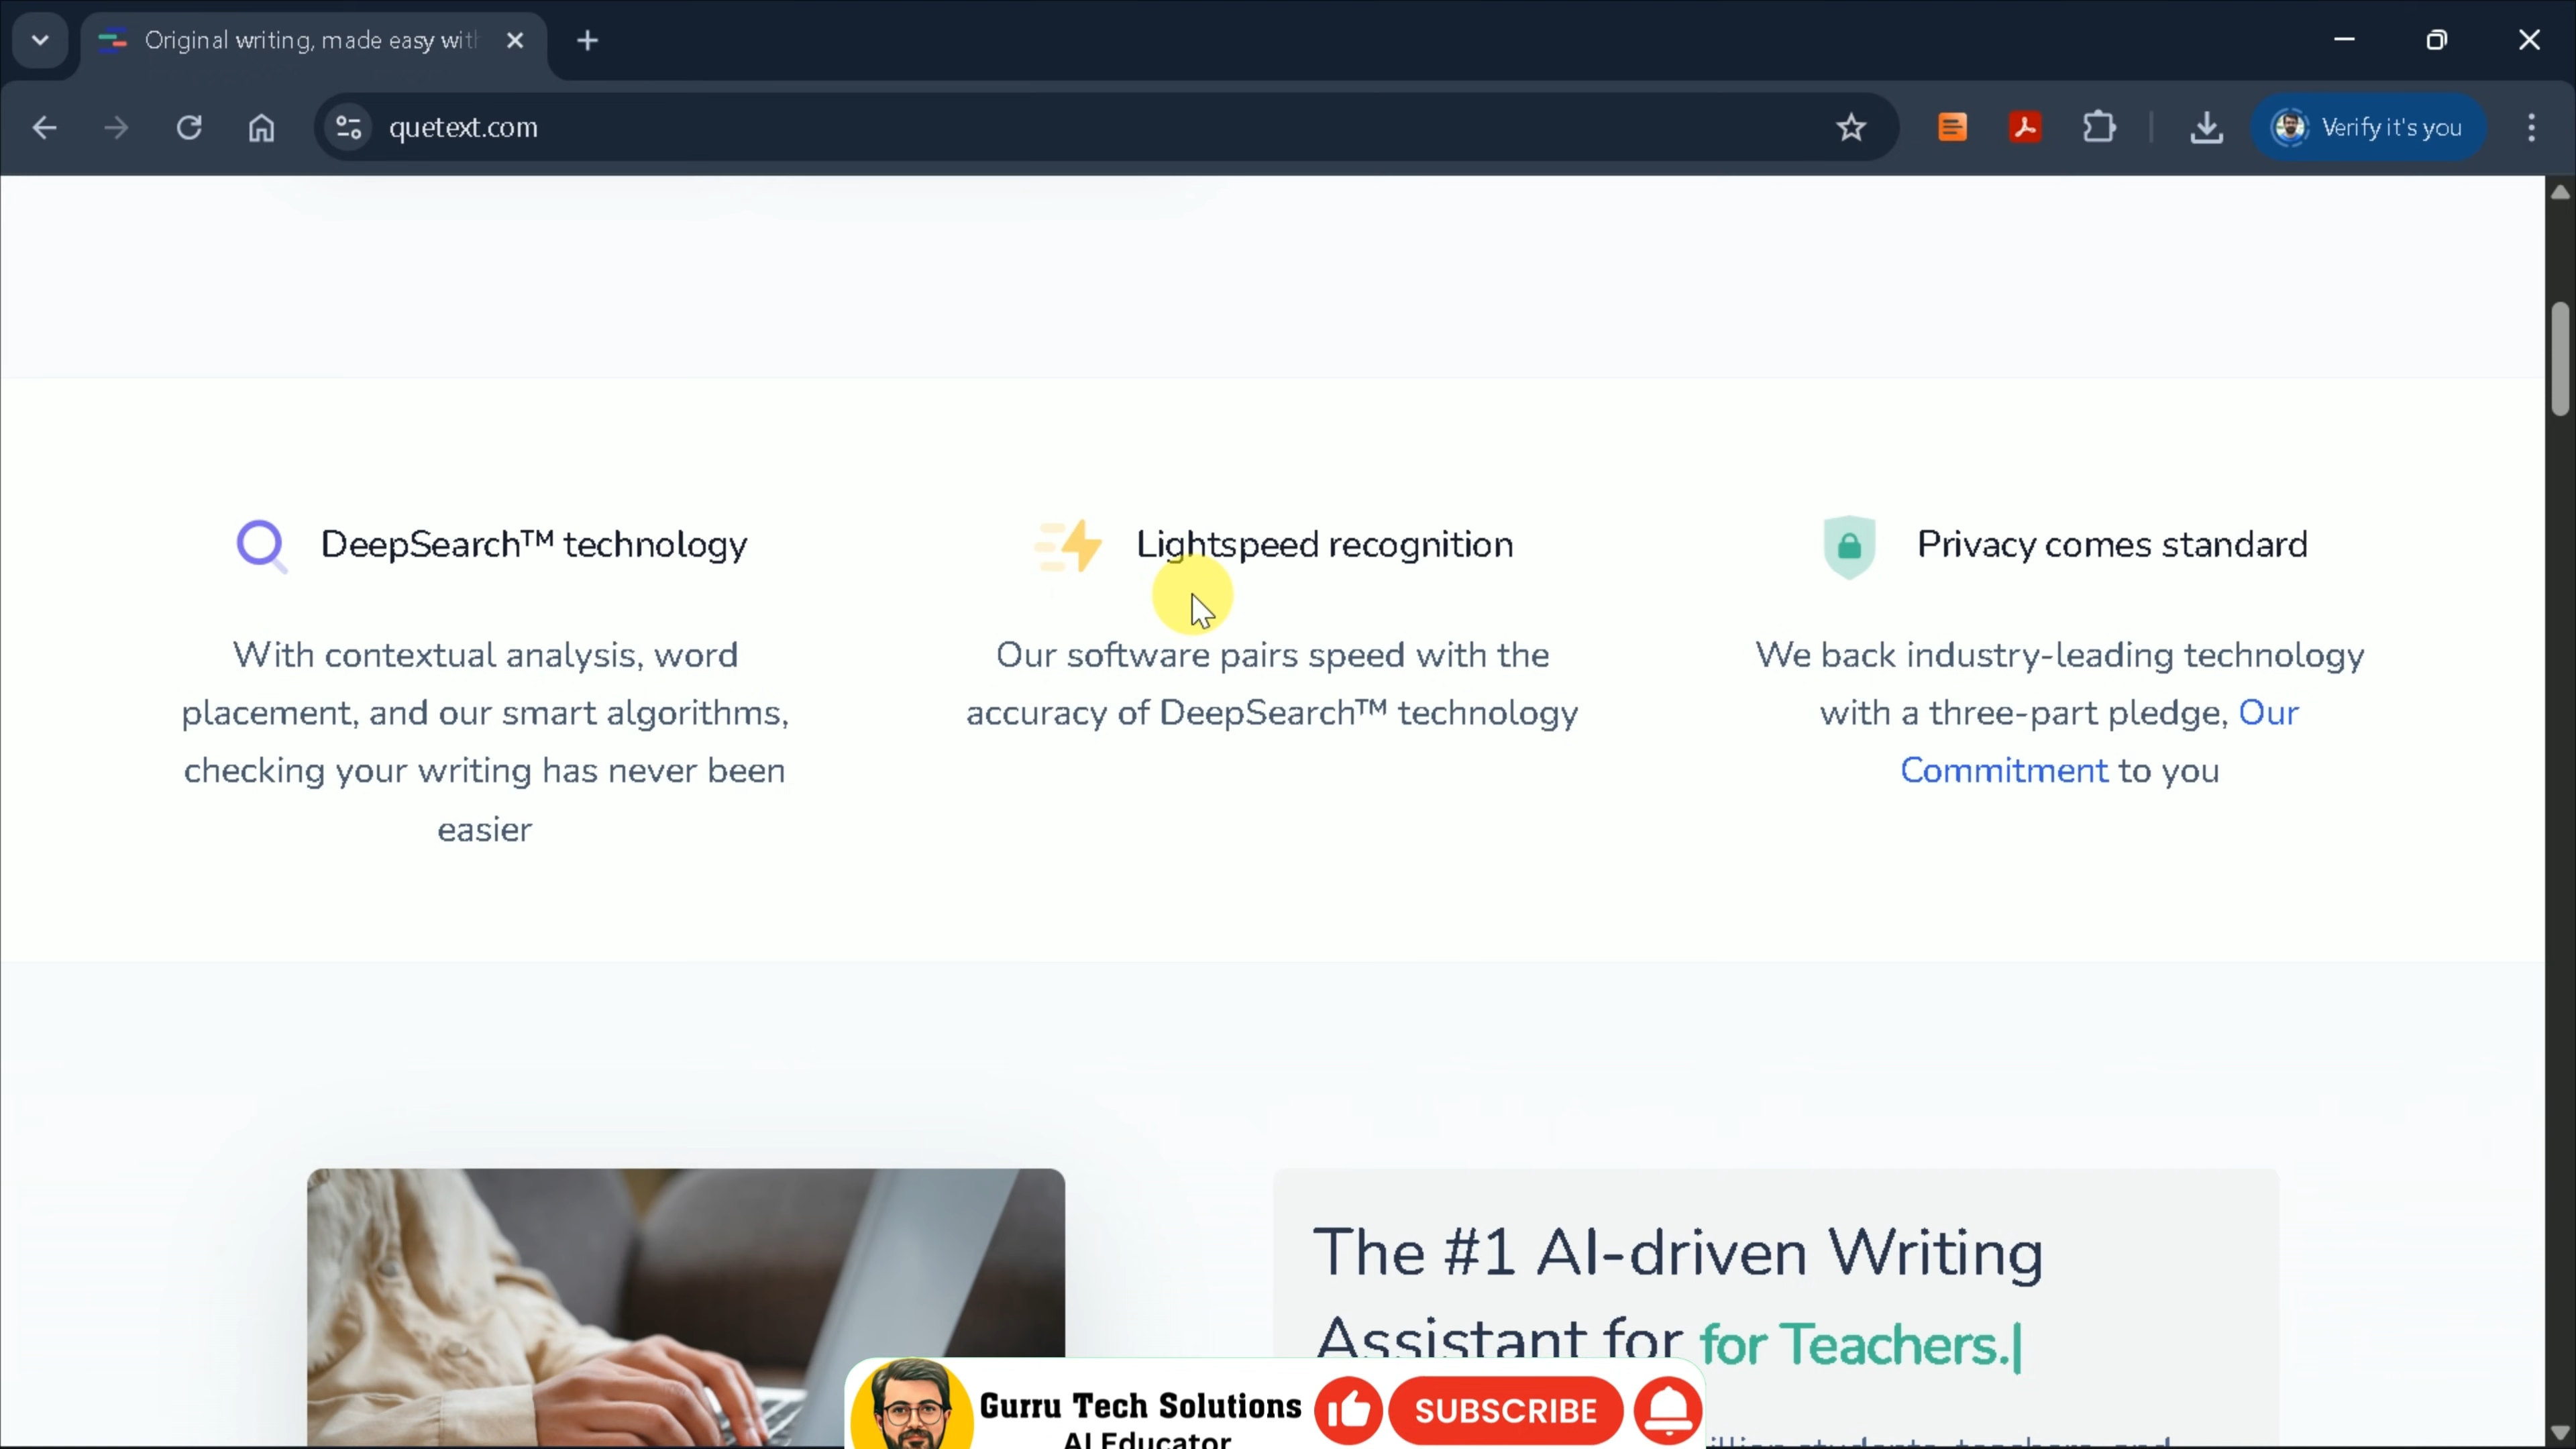 Original writing, made easy with
quetext.com
Verify it's you
DeepSearch™ technology
With contextual analysis, word
placement, and our smart algorithms,
checking your writing has never been
easier
Lightspeed recognition
Our software pairs speed with the
accuracy of DeepSearch™ technology
Privacy comes standard
We back industry-leading technology
with a three-part pledge, Our
Commitment to you
The #1 AI-driven Writing
Assistant for for Teachers.
Gurru Tech Solutions
AI Educator
SUBSCRIBE